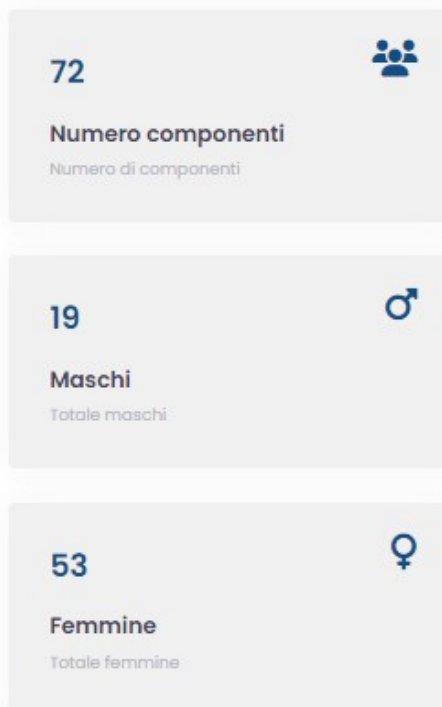 72
Numero componenti
Numero di componenti
19
Maschi
Totale maschi
53
Femmine
Totale femmine